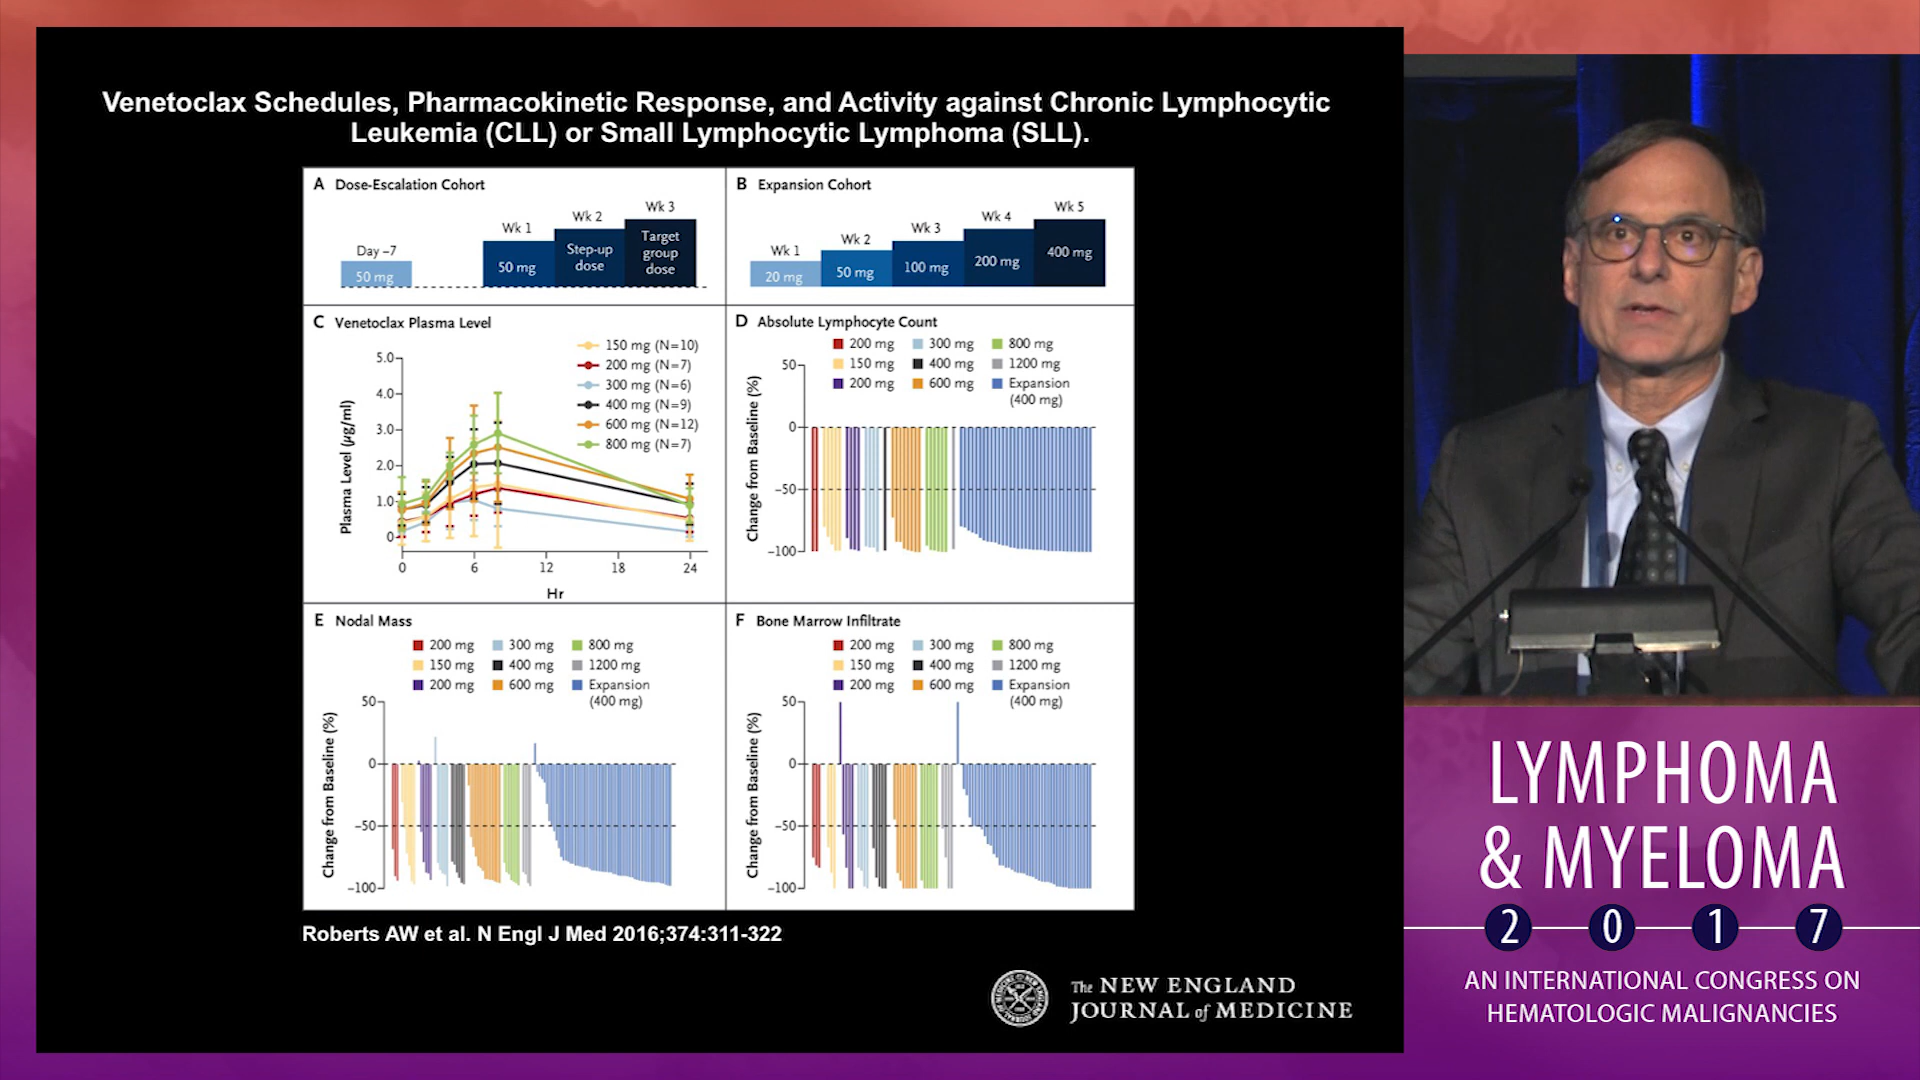 Venetoclax Schedules, Pharmacokinetic Response, and Activity against Chronic Lymphocytic
Leukemia (CLL) or Small Lymphocytic Lymphoma (SLL).
A Dose-Escalation Cohort
Day –7
50 mg
Wk 1
50 mg
Wk 2
Step-up
dose
Wk 3
Target
group
dose
B Expansion Cohort
Wk 1
20 mg
Wk 2
50 mg
Wk 3
100 mg
Wk 4
200 mg
Wk 5
400 mg
C Venetoclax Plasma Level
150 mg (N=10)
200 mg (N=7)
300 mg (N=6)
400 mg (N=9)
600 mg (N=12)
800 mg (N=7)
Plasma Level (µg/ml)
5.0
4.0
3.0
2.0
1.0
0
0 6 12 18 24
Hr
D Absolute Lymphocyte Count
200 mg 300 mg 800 mg
150 mg 400 mg 1200 mg
200 mg 600 mg Expansion
(400 mg)
Change from Baseline (%)
50
0
–50
–100
E Nodal Mass
200 mg 300 mg 800 mg
150 mg 400 mg 1200 mg
200 mg 600 mg Expansion
(400 mg)
Change from Baseline (%)
50
0
–50
–100
F Bone Marrow Infiltrate
200 mg 300 mg 800 mg
150 mg 400 mg 1200 mg
200 mg 600 mg Expansion
(400 mg)
Change from Baseline (%)
50
0
–50
–100
Roberts AW et al. N Engl J Med 2016;374:311-322
The NEW ENGLAND
JOURNAL of MEDICINE
LYMPHOMA
& MYELOMA
2017
AN INTERNATIONAL CONGRESS ON
HEMATOLOGIC MALIGNANCIES